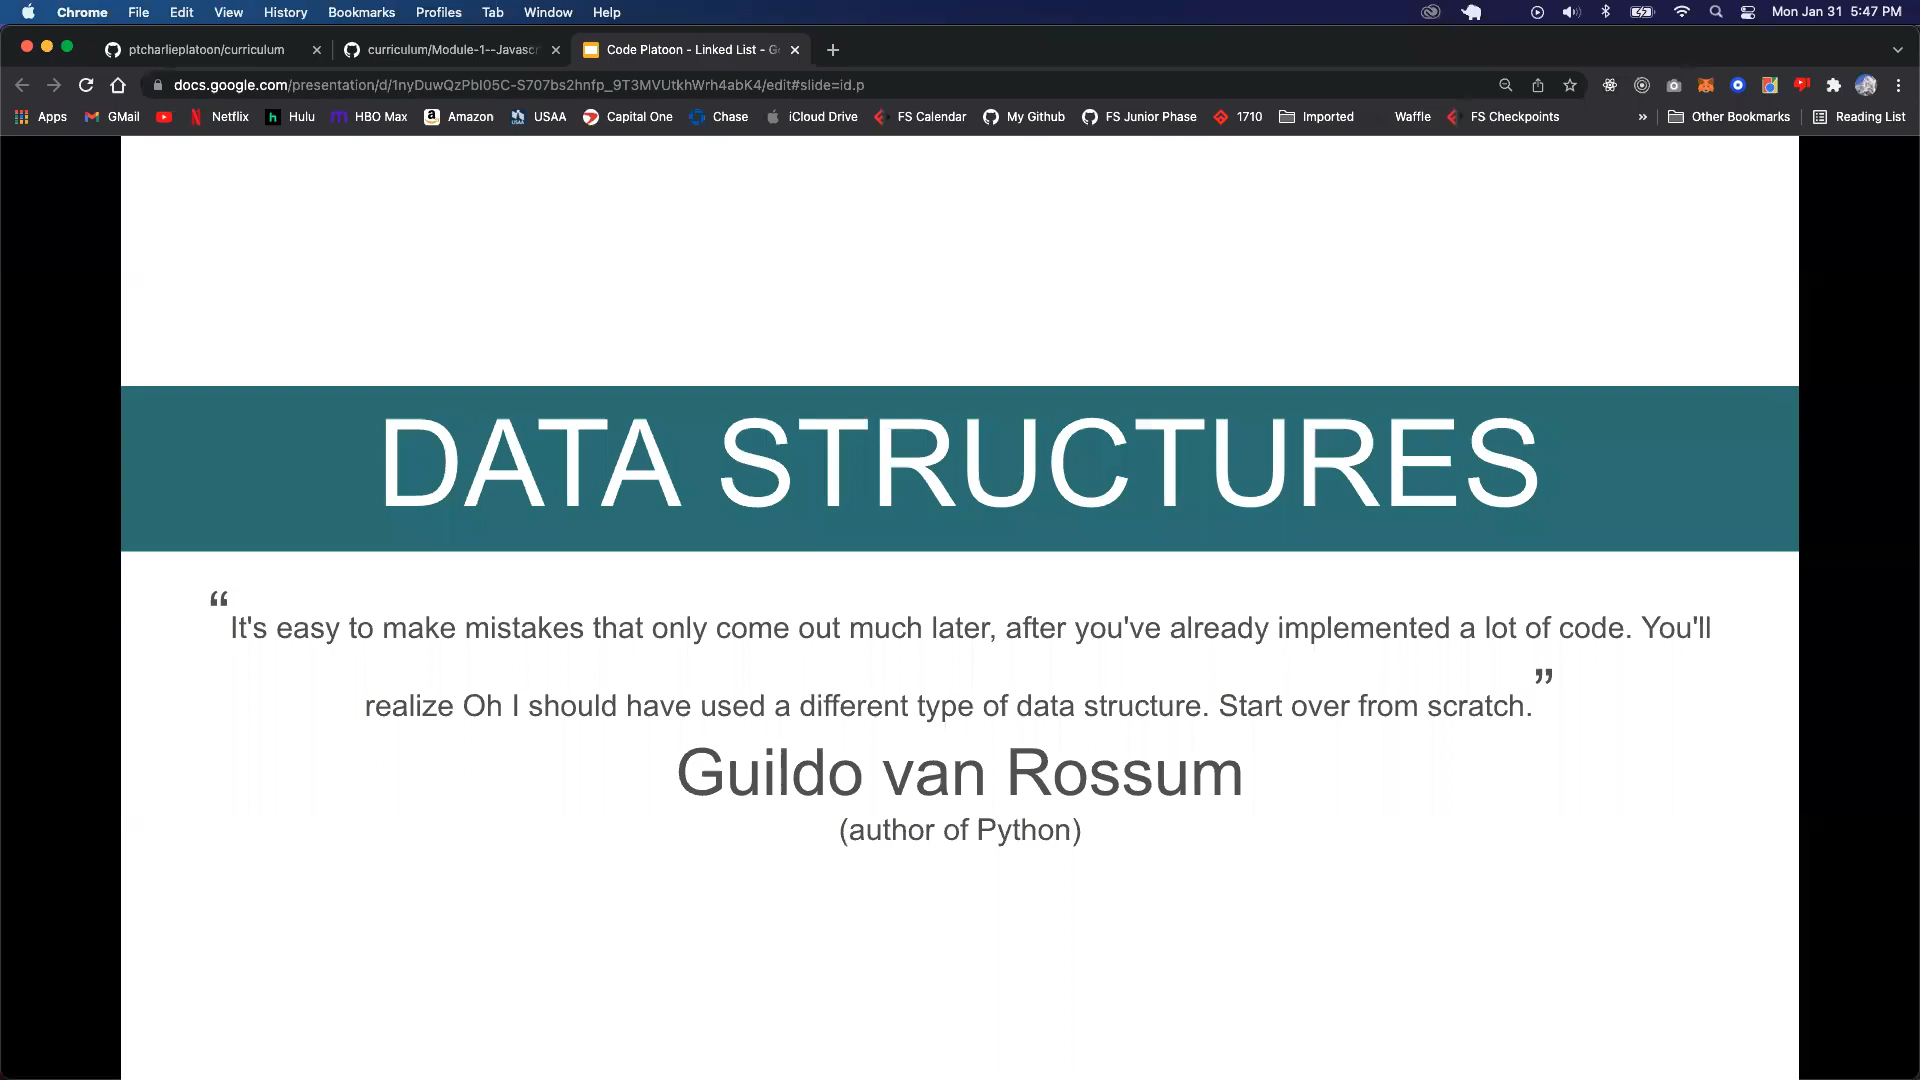 Chrome File Edit View History Bookmarks Profiles Tab Window Help Mon Jan 31 5:47 PM
ptcharlieplatoon/curriculum curriculum/Module-1--Javascr Code Platoon - Linked List - Go
docs.google.com/presentation/d/1nyDuwQzPbI05C-S707bs2hnfp_9T3MVUtkhWrh4abK4/edit#slide=id.p
Apps GMail Netflix Hulu HBO Max Amazon USAA Capital One Chase iCloud Drive FS Calendar My Github FS Junior Phase 1710 Imported Waffle FS Checkpoints » Other Bookmarks Reading List
DATA STRUCTURES
“It's easy to make mistakes that only come out much later, after you've already implemented a lot of code. You'll
realize Oh I should have used a different type of data structure. Start over from scratch.”
Guildo van Rossum
(author of Python)